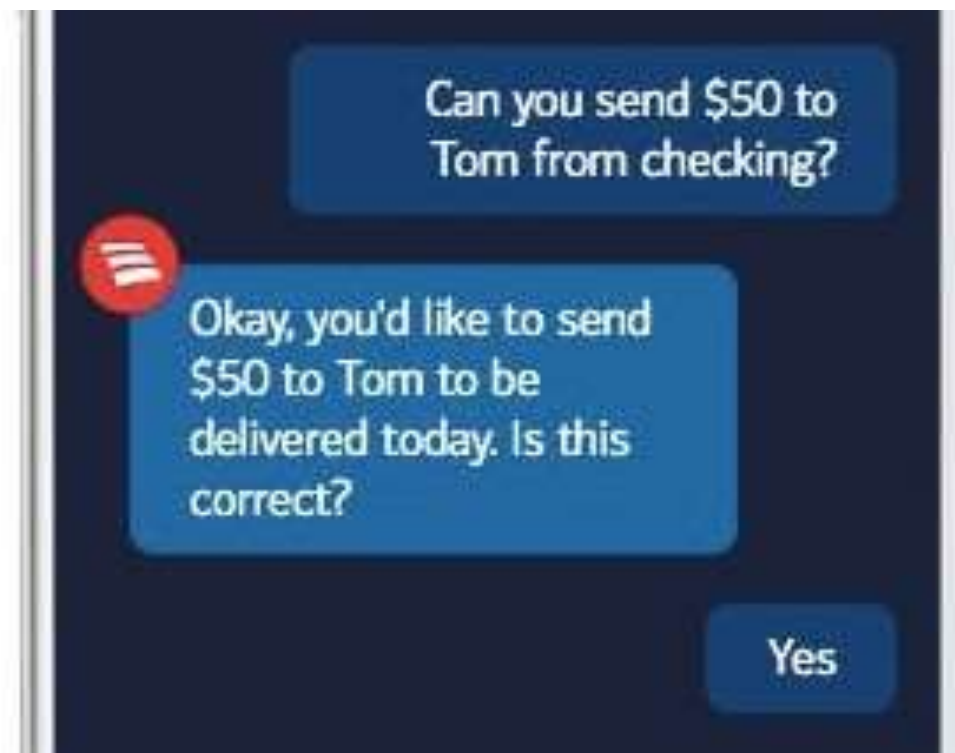 Can you send $50 to
Tom from checking?
Okay, you'd like to send
$50 to Tom to be
delivered today. Is this
correct?
Yes